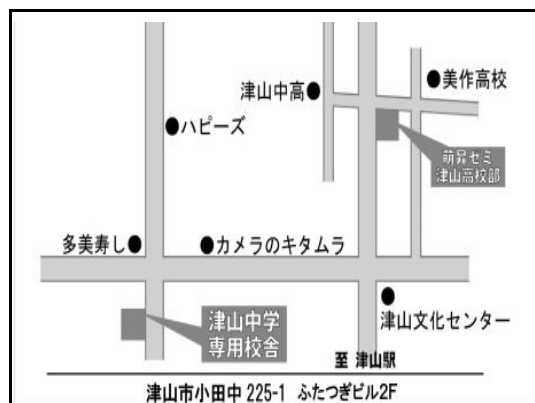 津山中高
美作高校
ハピーズ
萌昇ゼミ
津山高校部
多美寿し
カメラのキタムラ
津山中学
専用校舎
津山文化センター
至 津山駅
津山市小田中 225-1 ふたつぎビル2F